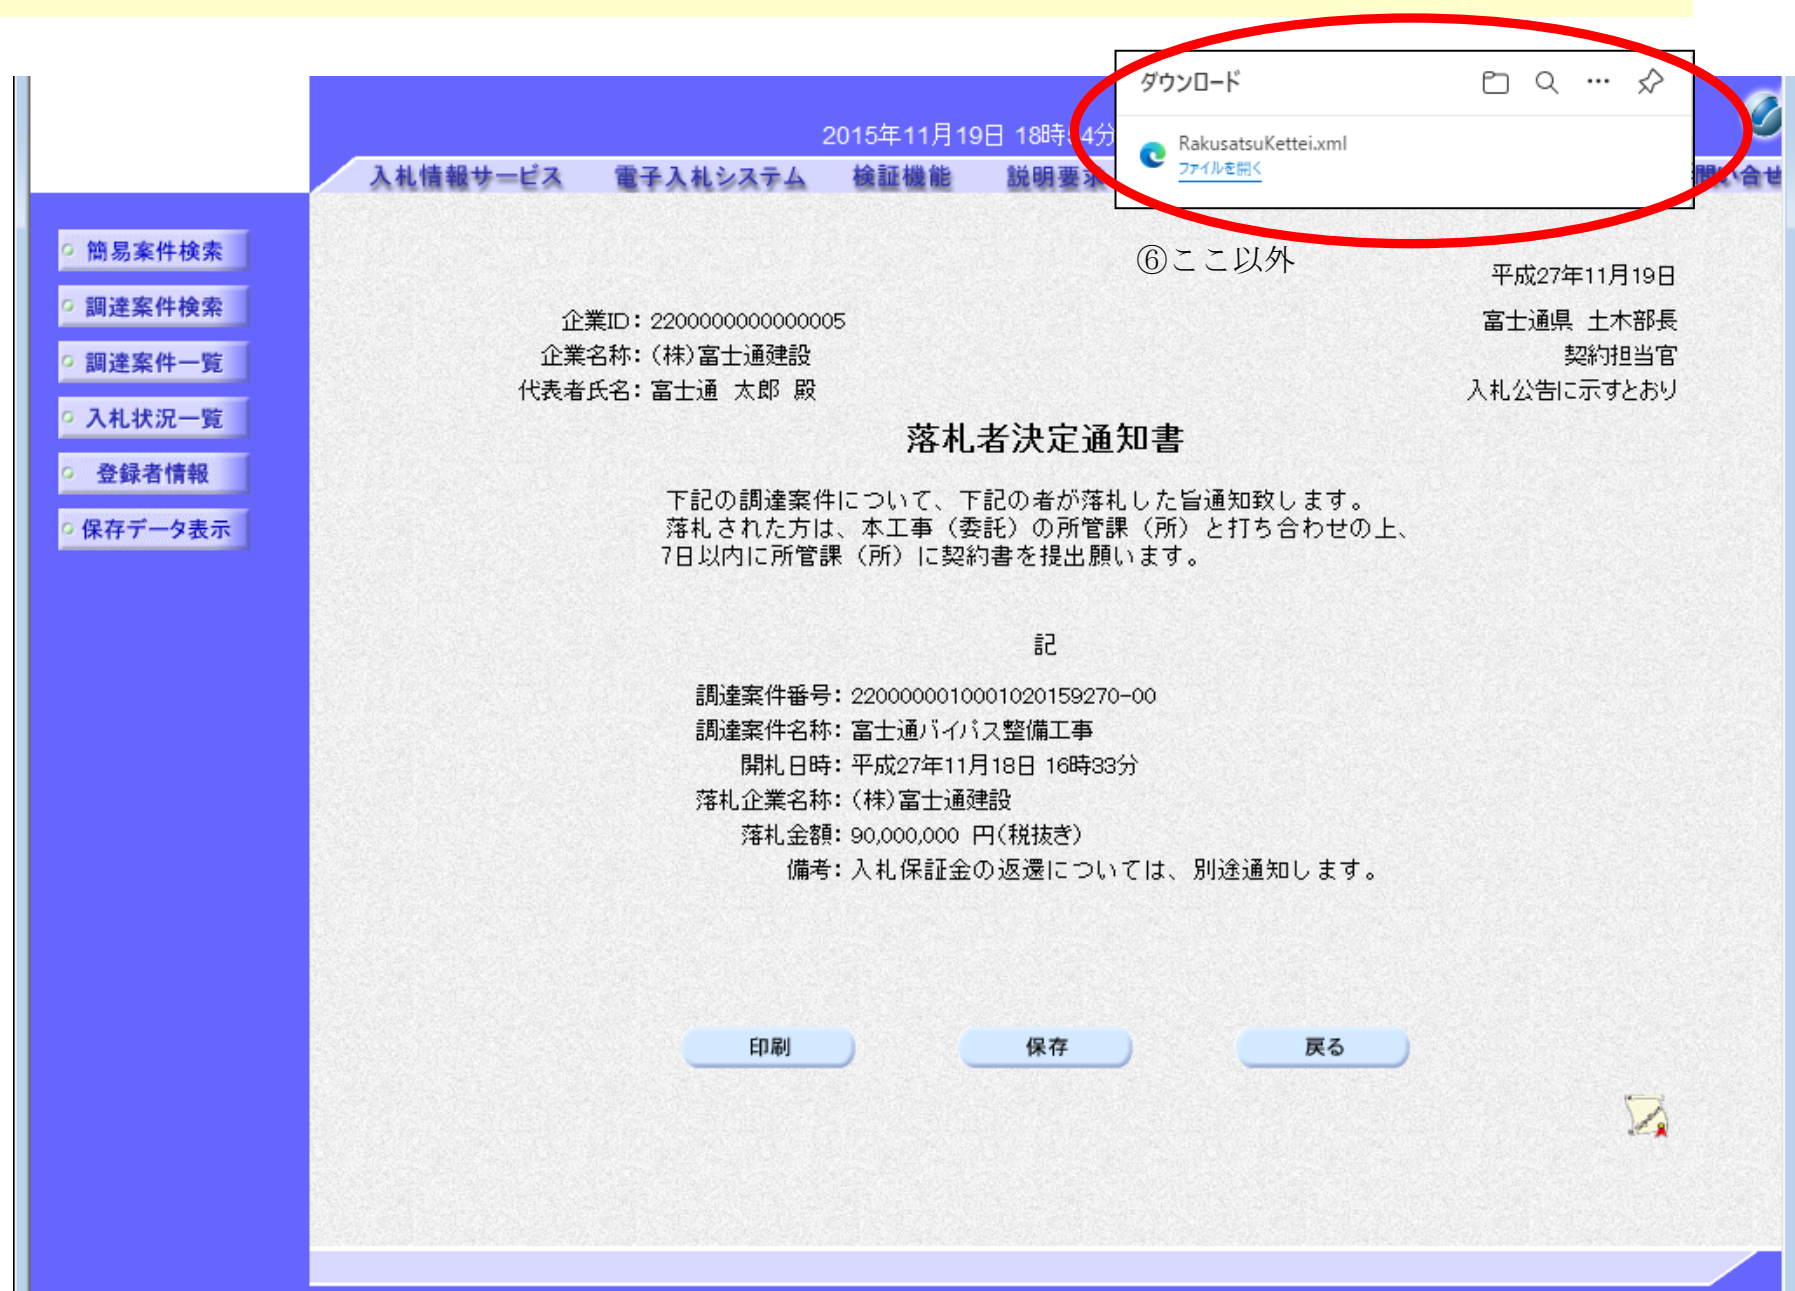 ダウンロード
RakusatsuKettei.xml
ファイルを開く
2015年11月19日 18時54分
入札情報サービス 電子入札システム 検証機能 説明要求 問い合せ
簡易案件検索
調達案件検索
調達案件一覧
入札状況一覧
登録者情報
保存データ表示
⑥ここ以外
平成27年11月19日
企業ID：2200000000000005
富士通県 土木部長
企業名称：（株）富士通建設
契約担当官
代表者氏名：富士通 太郎 殿
入札公告に示すとおり
落札者決定通知書
下記の調達案件について、下記の者が落札した旨通知致します。
落札された方は、本工事（委託）の所管課（所）と打ち合わせの上、
7日以内に所管課（所）に契約書を提出願います。
記
調達案件番号：2200000010001020159270-00
調達案件名称：富士通バイパス整備工事
開札日時：平成27年11月18日 16時33分
落札企業名称：（株）富士通建設
落札金額：90,000,000 円（税抜き）
備考：入札保証金の返還については、別途通知します。
印刷 保存 戻る